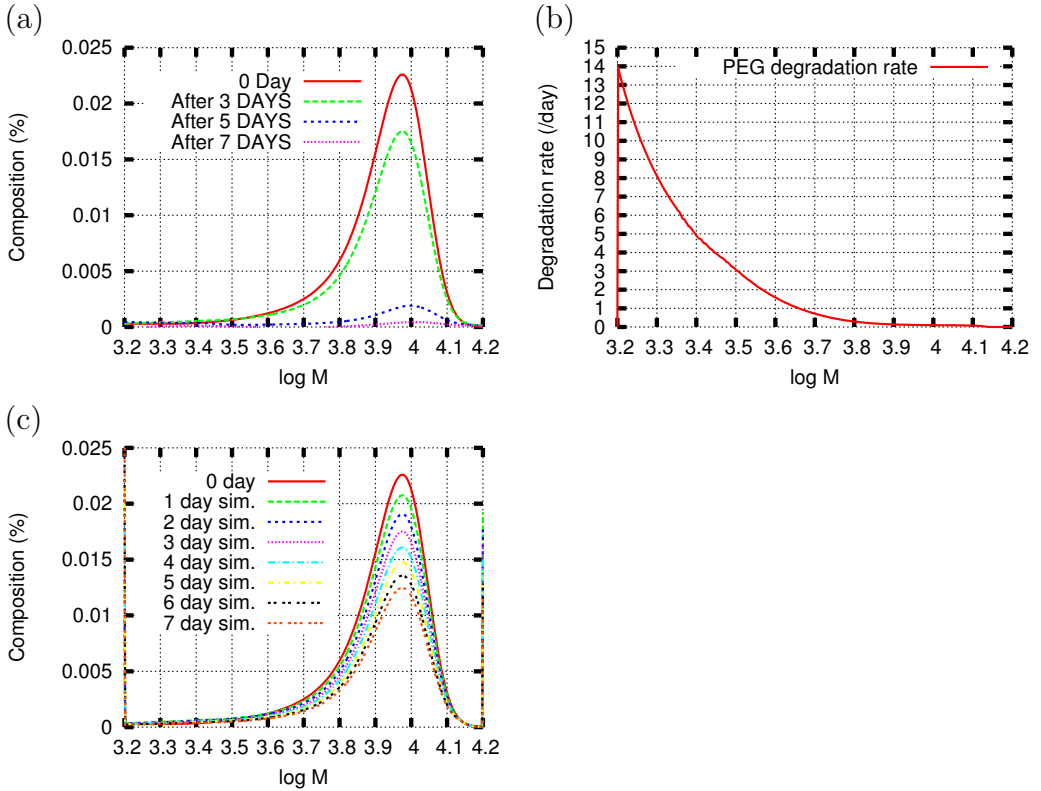 (a)
0.025
0.02
0.015
0.01
0.005
0
Composition (%)
0 Day
After 3 DAYS
After 5 DAYS
After 7 DAYS
3.2 3.3 3.4 3.5 3.6 3.7 3.8 3.9 4 4.1 4.2
log M
(b)
15
14
13
12
11
10
9
8
7
6
5
4
3
2
1
0
Degradation rate (/day)
PEG degradation rate
3.2 3.3 3.4 3.5 3.6 3.7 3.8 3.9 4 4.1 4.2
log M
(c)
0.025
0.02
0.015
0.01
0.005
0
Composition (%)
0 day
1 day sim.
2 day sim.
3 day sim.
4 day sim.
5 day sim.
6 day sim.
7 day sim.
3.2 3.3 3.4 3.5 3.6 3.7 3.8 3.9 4 4.1 4.2
log M